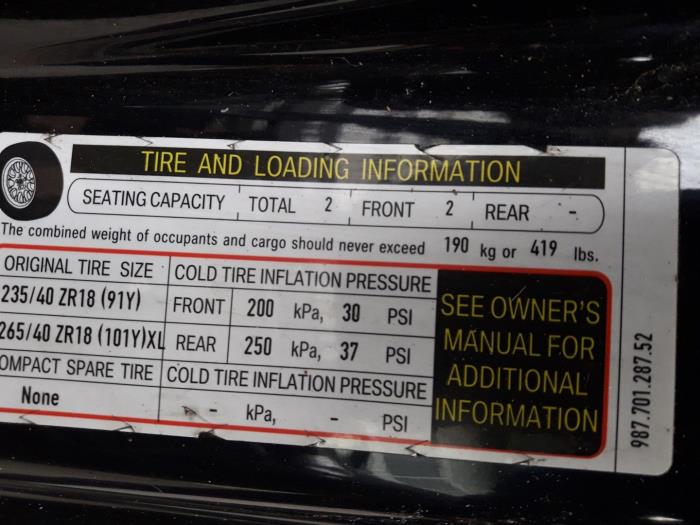 TIRE AND LOADING INFORMATION
SEATING CAPACITY TOTAL 2 FRONT 2 REAR -
The combined weight of occupants and cargo should never exceed 190 kg or 419 lbs.
ORIGINAL TIRE SIZE COLD TIRE INFLATION PRESSURE
235/40 ZR18 (91Y) FRONT 200 kPa, 30 PSI
265/40 ZR18 (101Y)XL REAR 250 kPa, 37 PSI
OMPACT SPARE TIRE COLD TIRE INFLATION PRESSURE
None - kPa, - PSI
SEE OWNER'S
MANUAL FOR
ADDITIONAL
INFORMATION
987.701.287.52